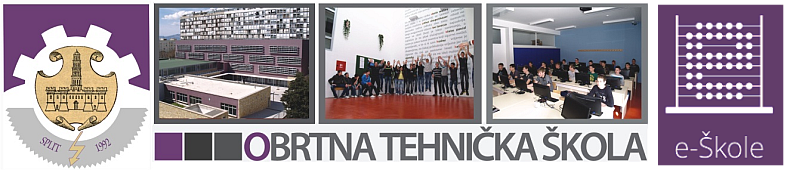 SPLIT 1992
OBRTNA TEHNIČKA ŠKOLA
e-Škole